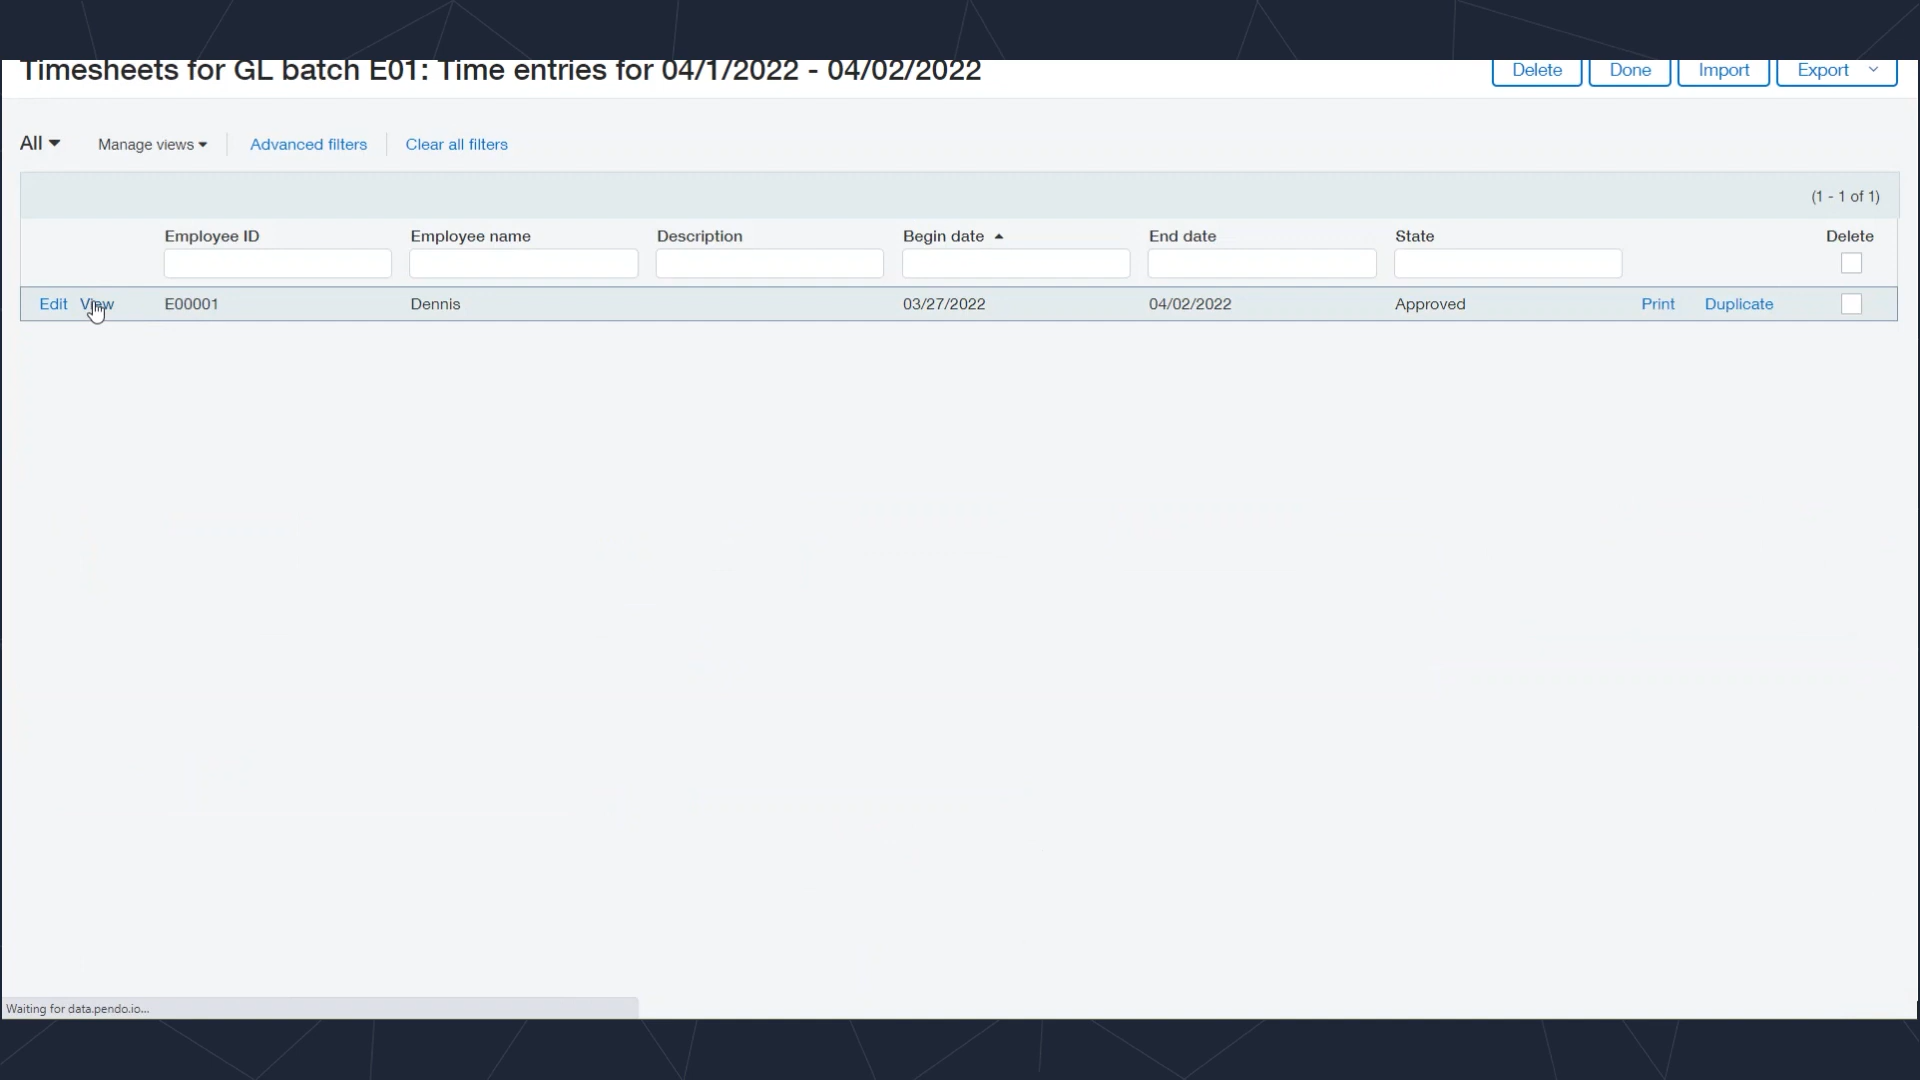 Timesheets for GL batch E01: Time entries for 04/1/2022 - 04/02/2022 Delete Done Import Export
All Manage views Advanced filters Clear all filters
(1 - 1 of 1)
Employee ID Employee name Description Begin date End date State Delete
Edit View E00001 Dennis 03/27/2022 04/02/2022 Approved Print Duplicate
Waiting for data.pendo.io...